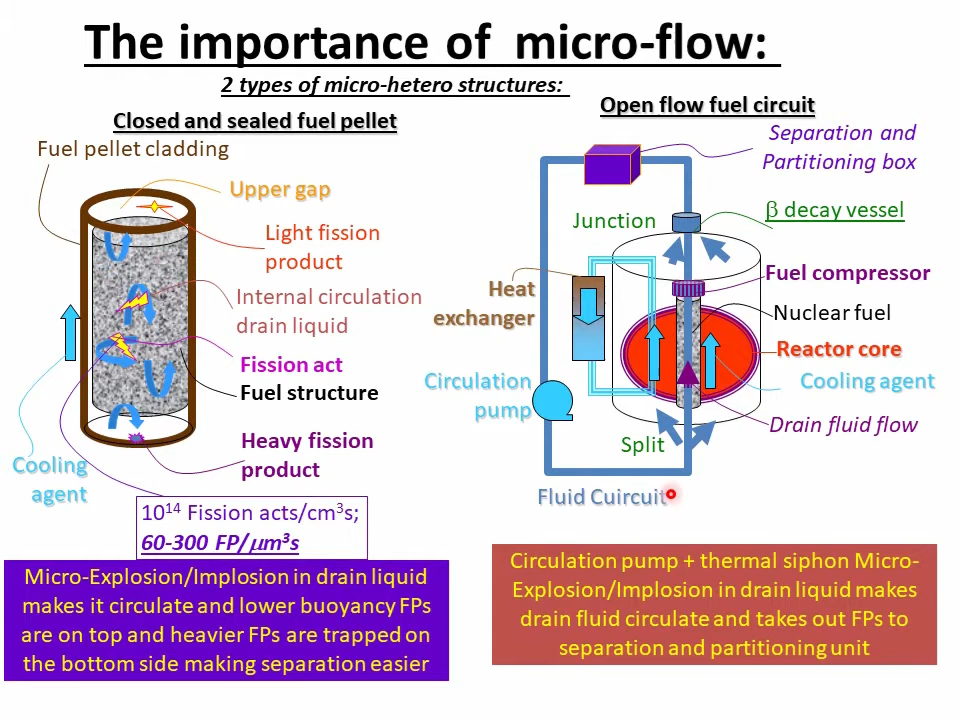 The importance of micro-flow:
2 types of micro-hetero structures:
Closed and sealed fuel pellet
Fuel pellet cladding
Upper gap
Light fission
product
Internal circulation
drain liquid
Fission act
Fuel structure
Heavy fission
product
Cooling
agent
10¹⁴ Fission acts/cm³s;
60-300 FP/μm³s
Micro-Explosion/Implosion in drain liquid
makes it circulate and lower buoyancy FPs
are on top and heavier FPs are trapped on
the bottom side making separation easier
Open flow fuel circuit
Separation and
Partitioning box
Junction
β decay vessel
Heat
exchanger
Fuel compressor
Nuclear fuel
Reactor core
Circulation
pump
Cooling agent
Drain fluid flow
Split
Fluid Cuircuit
Circulation pump + thermal siphon Micro-
Explosion/Implosion in drain liquid makes
drain fluid circulate and takes out FPs to
separation and partitioning unit